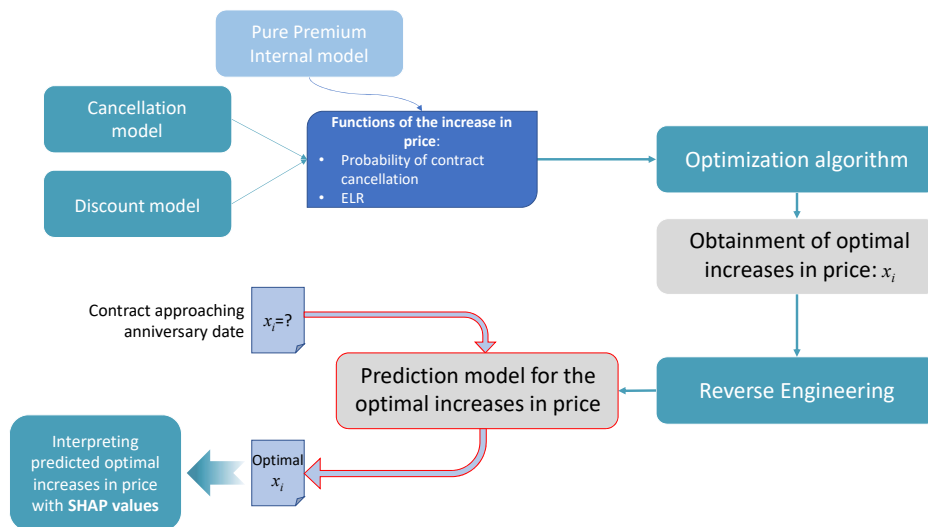 Pure Premium
Internal model
Cancellation
model
Discount model
Functions of the increase in
price:
• Probability of contract
cancellation
• ELR
Optimization algorithm
Obtainment of optimal
increases in price: xᵢ
Contract approaching
anniversary date
xᵢ=?
Prediction model for the
optimal increases in price
Reverse Engineering
Interpreting
predicted optimal
increases in price
with SHAP values
Optimal
xᵢ